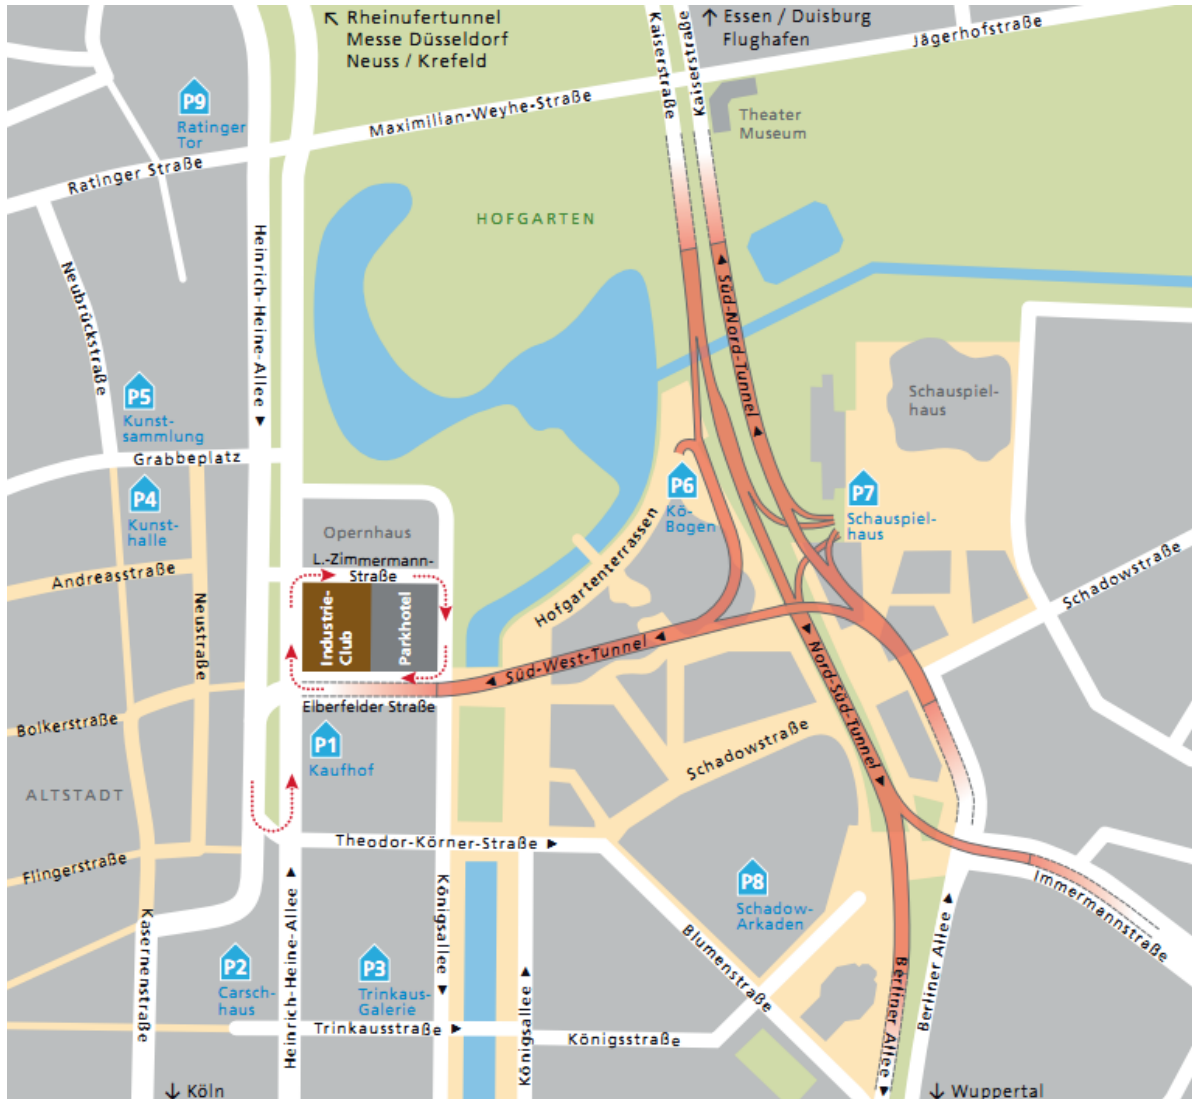 ↖ Rheinufertunnel
Messe Düsseldorf
Neuss / Krefeld
Kaiserstraße
Kaiserstraße
↑ Essen / Duisburg
Flughafen
Jägerhofstraße
P9
Ratinger
Tor
Maximilian-Weyhe-Straße
Theater
Museum
Ratinger Straße
HOFGARTEN
Heinrich-Heine-Allee
Neubrückstraße
Süd-Nord-Tunnel
P5
Kunst-
sammlung
Grabbeplatz
Schauspiel-
haus
P4
Kunst-
halle
P6
Kö-
Bogen
P7
Schauspiel-
haus
Opernhaus
L.-Zimmermann-
Straße
Hofgartenterrassen
Andreasstraße
Neustraße
Schadowstraße
Industrie-
Club
Parkhotel
Süd-West-Tunnel
Nord-Süd-Tunnel
Elberfelder Straße
Bolkerstraße
P1
Kaufhof
Schadowstraße
ALTSTADT
Theodor-Körner-Straße
Flingerstraße
P8
Schadow-
Arkaden
Immermannstraße
Kasernenstraße
Heinrich-Heine-Allee
Königsallee
Königsallee
Blumenstraße
Berliner Allee
Berliner Allee
P2
Carsch-
haus
P3
Trinkaus-
Galerie
Trinkausstraße
Königsstraße
↓ Köln
↓ Wuppertal